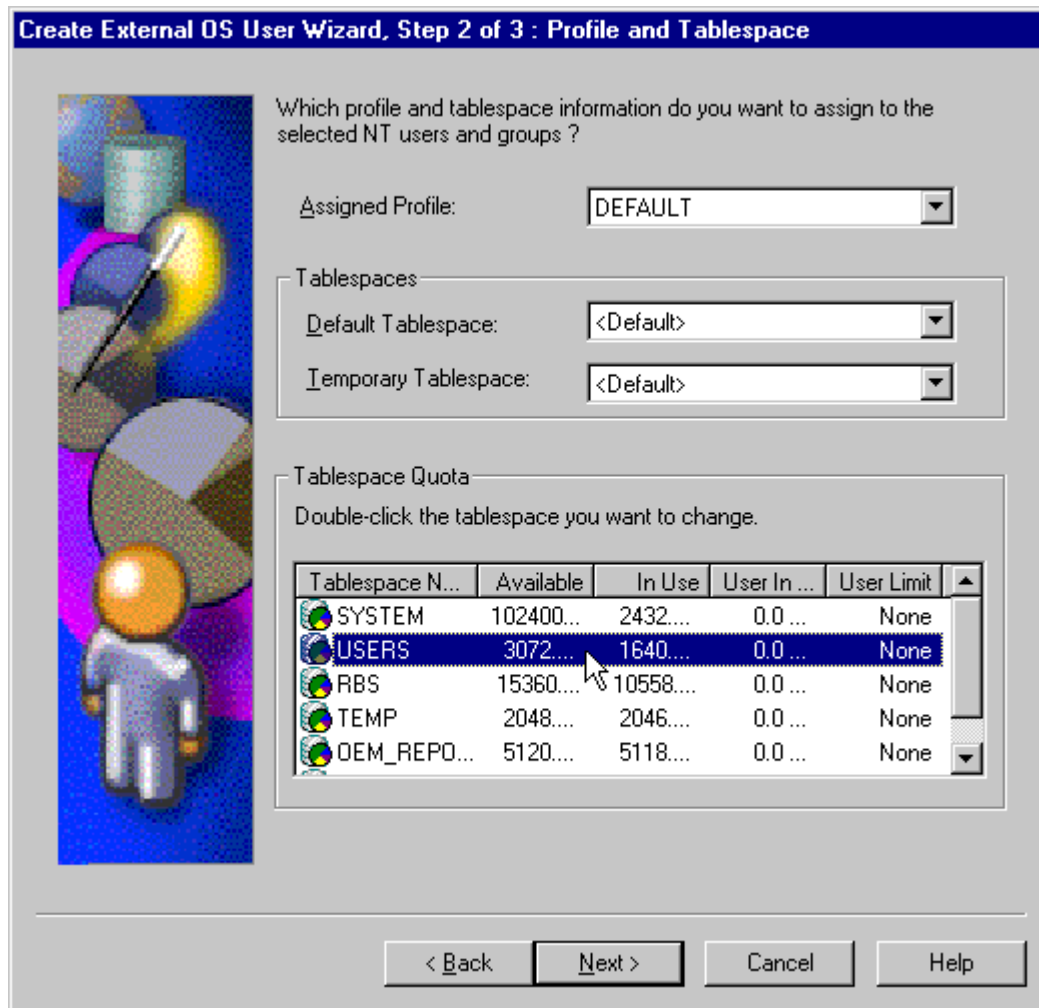 Create External OS User Wizard, Step 2 of 3 : Profile and Tablespace
Which profile and tablespace information do you want to assign to the
selected NT users and groups ?
Assigned Profile: DEFAULT
Tablespaces
Default Tablespace: <Default>
Temporary Tablespace: <Default>
Tablespace Quota
Double-click the tablespace you want to change.
Tablespace N... Available In Use User In ... User Limit
SYSTEM 102400... 2432.... 0.0 ... None
USERS 3072.... 1640.... 0.0 ... None
RBS 15360.... 10558... 0.0 ... None
TEMP 2048.... 2046.... 0.0 ... None
OEM_REPO... 5120.... 5118.... 0.0 ... None
< Back Next > Cancel Help